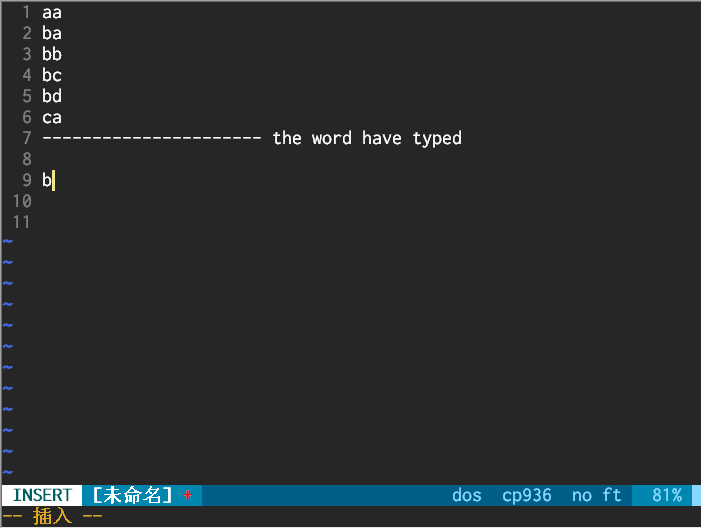 1 aa
2 ba
3 bb
4 bc
5 bd
6 ca
7 ---------------------- the word have typed
8
9 b
10
11
~
~
~
~
~
~
~
~
~
~
~
~
INSERT [未命名] + dos cp936 no ft 81%
-- 插入 --